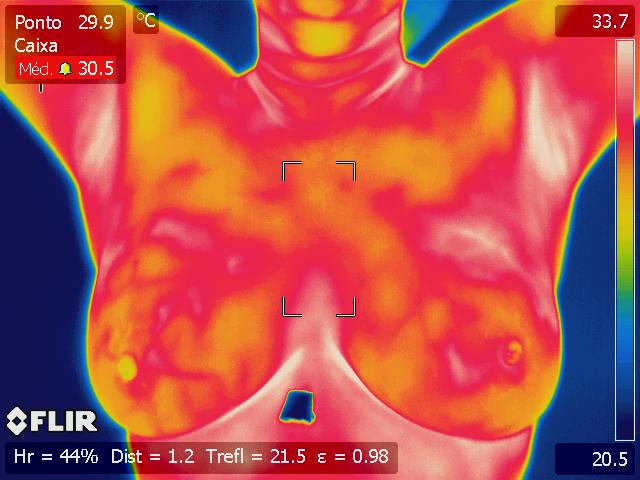 Ponto 29.9 °C
Caixa
Méd. 30.5
33.7
FLIR
Hr = 44% Dist = 1.2 Trefl = 21.5 ε = 0.98
20.5